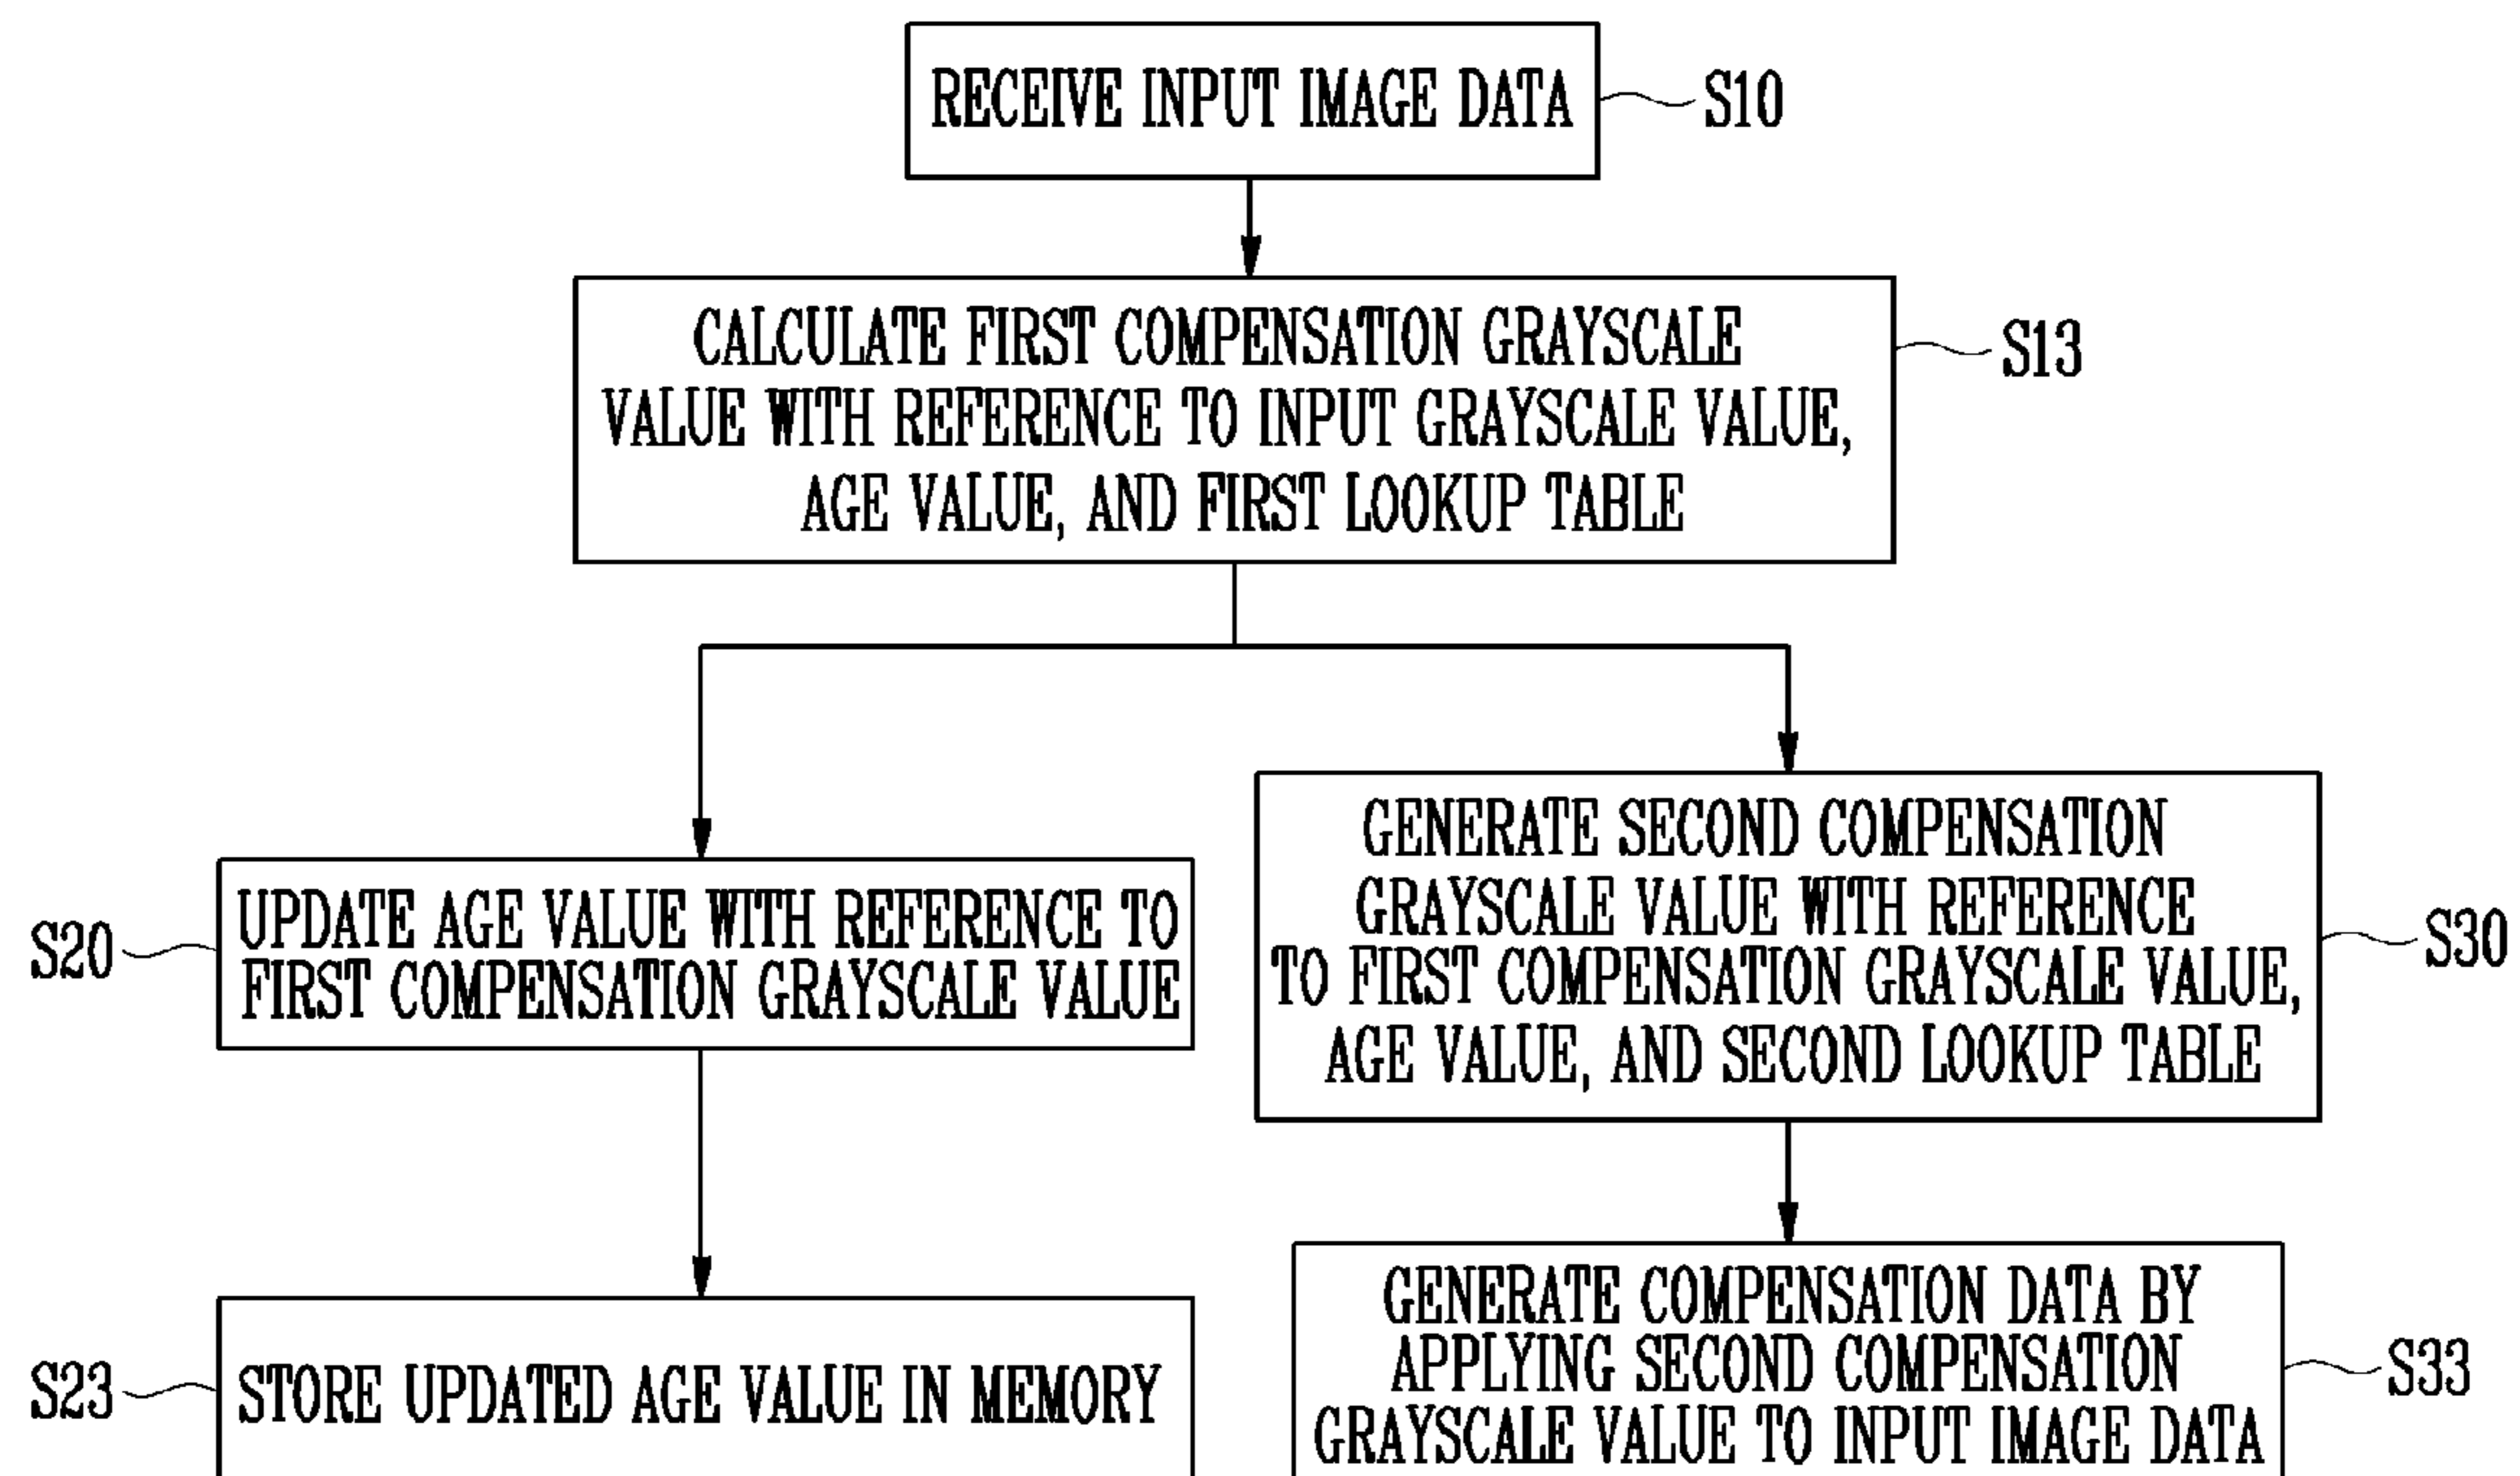 RECEIVE INPUT IMAGE DATA
S10
CALCULATE FIRST COMPENSATION GRAYSCALE
VALUE WITH REFERENCE TO INPUT GRAYSCALE VALUE,
AGE VALUE, AND FIRST LOOKUP TABLE
S13
S20
UPDATE AGE VALUE WITH REFERENCE TO
FIRST COMPENSATION GRAYSCALE VALUE
GENERATE SECOND COMPENSATION
GRAYSCALE VALUE WITH REFERENCE
TO FIRST COMPENSATION GRAYSCALE VALUE,
AGE VALUE, AND SECOND LOOKUP TABLE
S30
S23
STORE UPDATED AGE VALUE IN MEMORY
GENERATE COMPENSATION DATA BY
APPLYING SECOND COMPENSATION
GRAYSCALE VALUE TO INPUT IMAGE DATA
S33